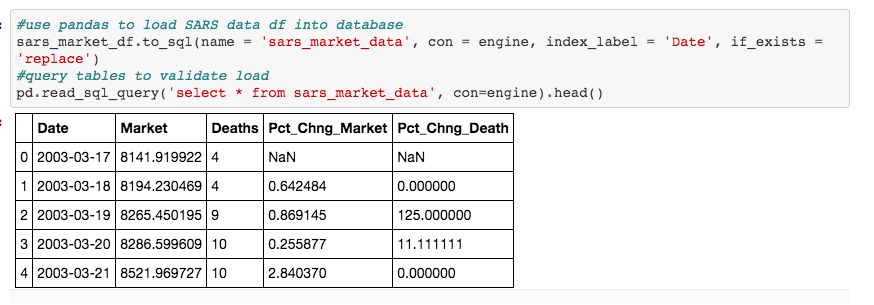 #use pandas to load SARS data df into database
sars_market_df.to_sql(name = 'sars_market_data', con = engine, index_label = 'Date', if_exists =
'replace')
#query tables to validate load
pd.read_sql_query('select * from sars_market_data', con=engine).head()
Date Market Deaths Pct_Chng_Market Pct_Chng_Death
0 2003-03-17 8141.919922 4 NaN NaN
1 2003-03-18 8194.230469 4 0.642484 0.000000
2 2003-03-19 8265.450195 9 0.869145 125.000000
3 2003-03-20 8286.599609 10 0.255877 11.111111
4 2003-03-21 8521.969727 10 2.840370 0.000000